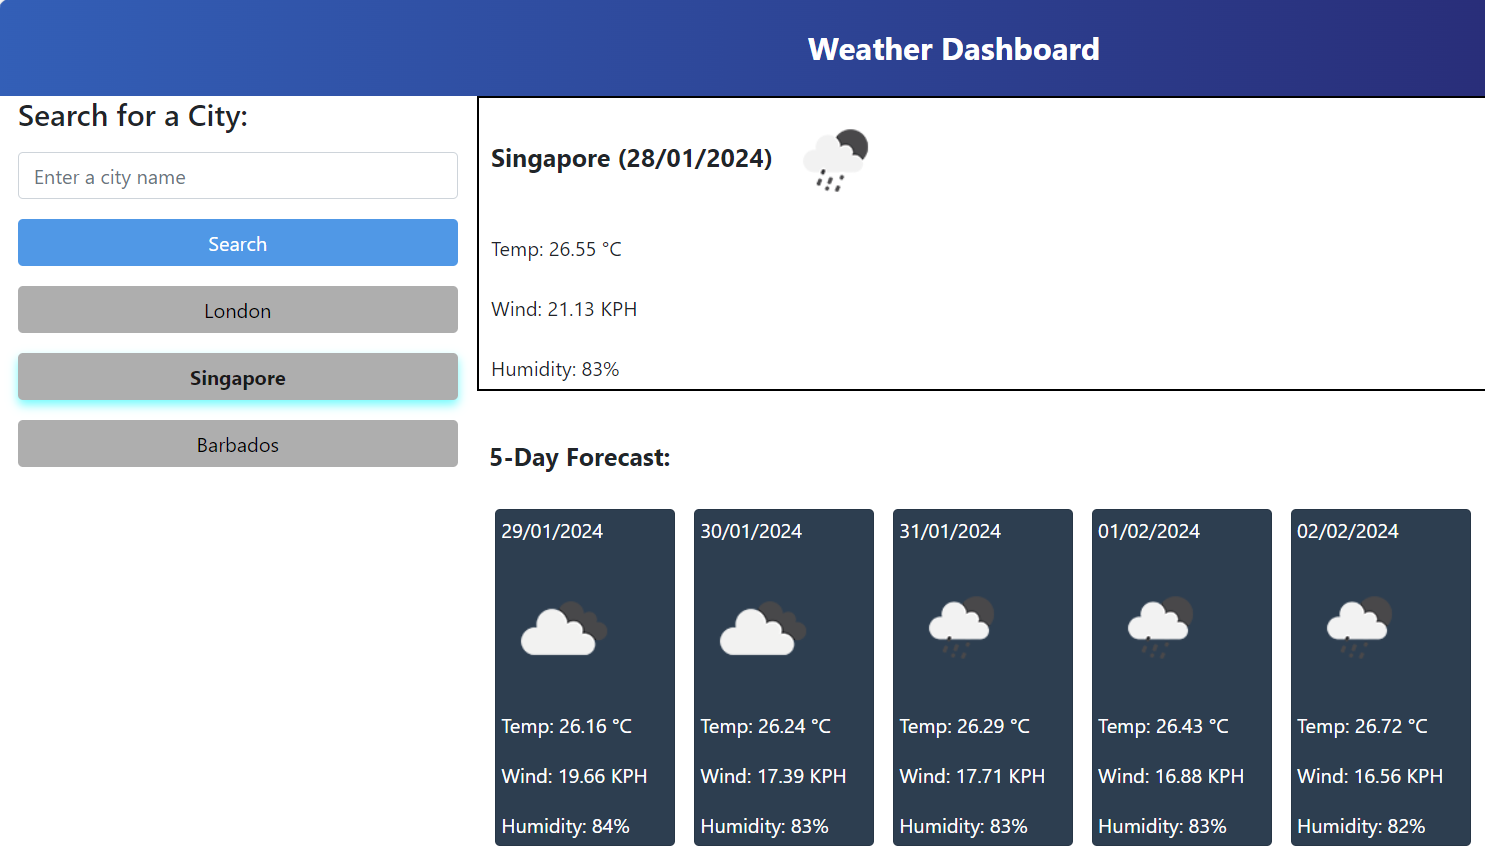 Weather Dashboard
Search for a City:
Enter a city name
Search
London
Singapore
Barbados
Singapore (28/01/2024)
Temp: 26.55 °C
Wind: 21.13 KPH
Humidity: 83%
5-Day Forecast:
29/01/2024
Temp: 26.16 °C
Wind: 19.66 KPH
Humidity: 84%
30/01/2024
Temp: 26.24 °C
Wind: 17.39 KPH
Humidity: 83%
31/01/2024
Temp: 26.29 °C
Wind: 17.71 KPH
Humidity: 83%
01/02/2024
Temp: 26.43 °C
Wind: 16.88 KPH
Humidity: 83%
02/02/2024
Temp: 26.72 °C
Wind: 16.56 KPH
Humidity: 82%